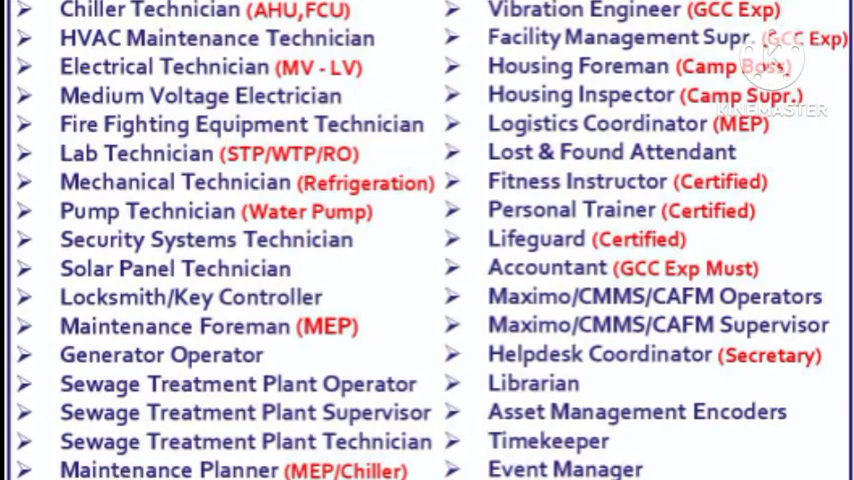 Chiller Technician (AHU,FCU)
HVAC Maintenance Technician
Electrical Technician (MV - LV)
Medium Voltage Electrician
Fire Fighting Equipment Technician
Lab Technician (STP/WTP/RO)
Mechanical Technician (Refrigeration)
Pump Technician (Water Pump)
Security Systems Technician
Solar Panel Technician
Locksmith/Key Controller
Maintenance Foreman (MEP)
Generator Operator
Sewage Treatment Plant Operator
Sewage Treatment Plant Supervisor
Sewage Treatment Plant Technician
Maintenance Planner (MEP/Chiller)
Vibration Engineer (GCC Exp)
Facility Management Supr. (GCC Exp)
Housing Foreman (Camp Boss)
Housing Inspector (Camp Supr.)
Logistics Coordinator (MEP)
Lost & Found Attendant
Fitness Instructor (Certified)
Personal Trainer (Certified)
Lifeguard (Certified)
Accountant (GCC Exp Must)
Maximo/CMMS/CAFM Operators
Maximo/CMMS/CAFM Supervisor
Helpdesk Coordinator (Secretary)
Librarian
Asset Management Encoders
Timekeeper
Event Manager
KINEMASTER